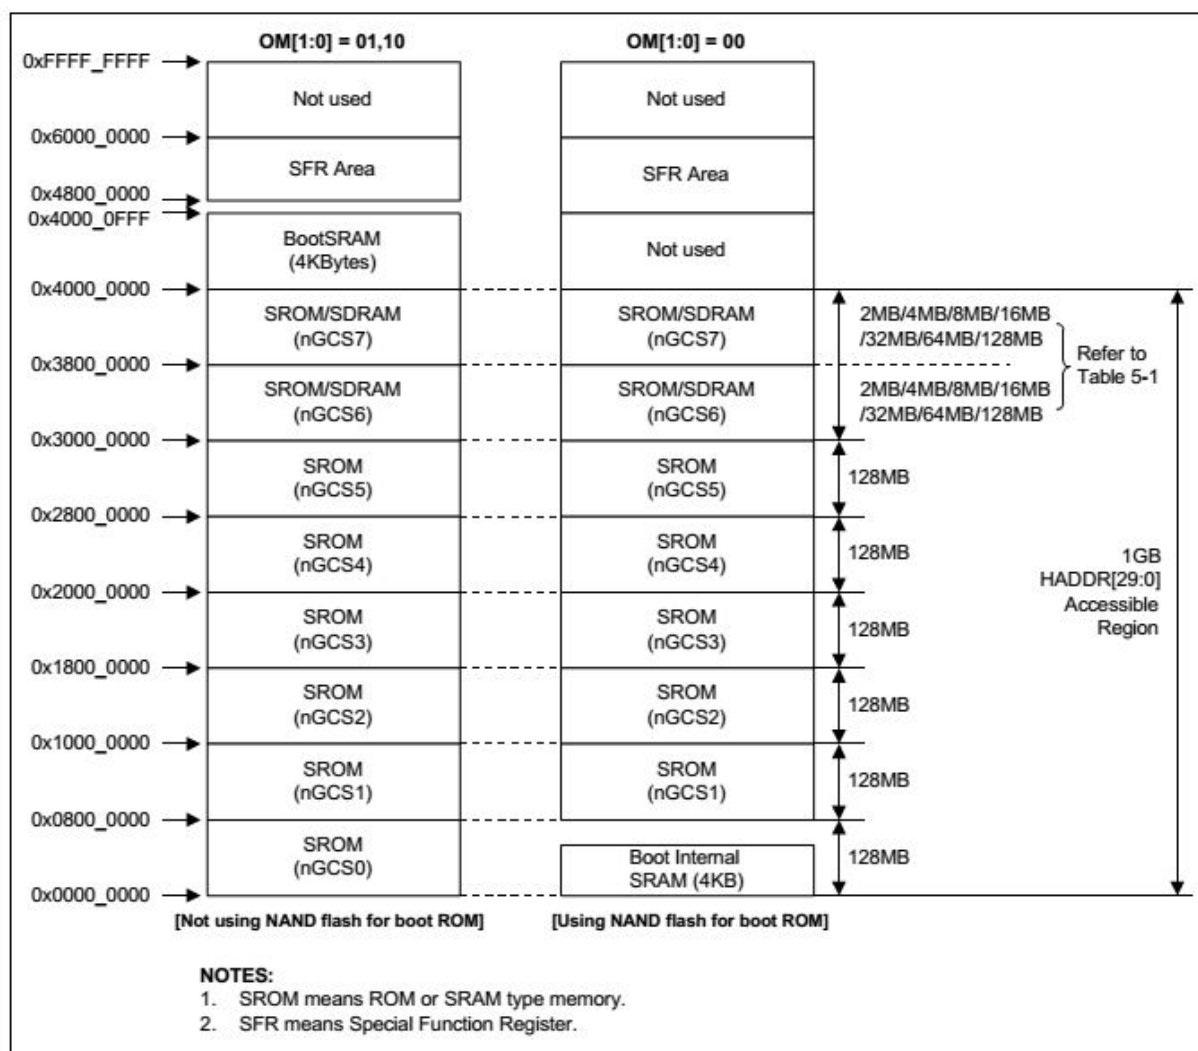 OM[1:0] = 01,10
OM[1:0] = 00
0xFFFF_FFFF
Not used
Not used
0x6000_0000
SFR Area
SFR Area
0x4800_0000
0x4000_0FFF
BootSRAM
(4KBytes)
Not used
0x4000_0000
SROM/SDRAM
(nGCS7)
SROM/SDRAM
(nGCS7)
2MB/4MB/8MB/16MB
/32MB/64MB/128MB
Refer to
Table 5-1
0x3800_0000
SROM/SDRAM
(nGCS6)
SROM/SDRAM
(nGCS6)
2MB/4MB/8MB/16MB
/32MB/64MB/128MB
0x3000_0000
SROM
(nGCS5)
SROM
(nGCS5)
128MB
0x2800_0000
SROM
(nGCS4)
SROM
(nGCS4)
128MB
1GB
HADDR[29:0]
Accessible
Region
0x2000_0000
SROM
(nGCS3)
SROM
(nGCS3)
128MB
0x1800_0000
SROM
(nGCS2)
SROM
(nGCS2)
128MB
0x1000_0000
SROM
(nGCS1)
SROM
(nGCS1)
128MB
0x0800_0000
SROM
(nGCS0)
Boot Internal
SRAM (4KB)
128MB
0x0000_0000
[Not using NAND flash for boot ROM]
[Using NAND flash for boot ROM]
NOTES:
1. SROM means ROM or SRAM type memory.
2. SFR means Special Function Register.